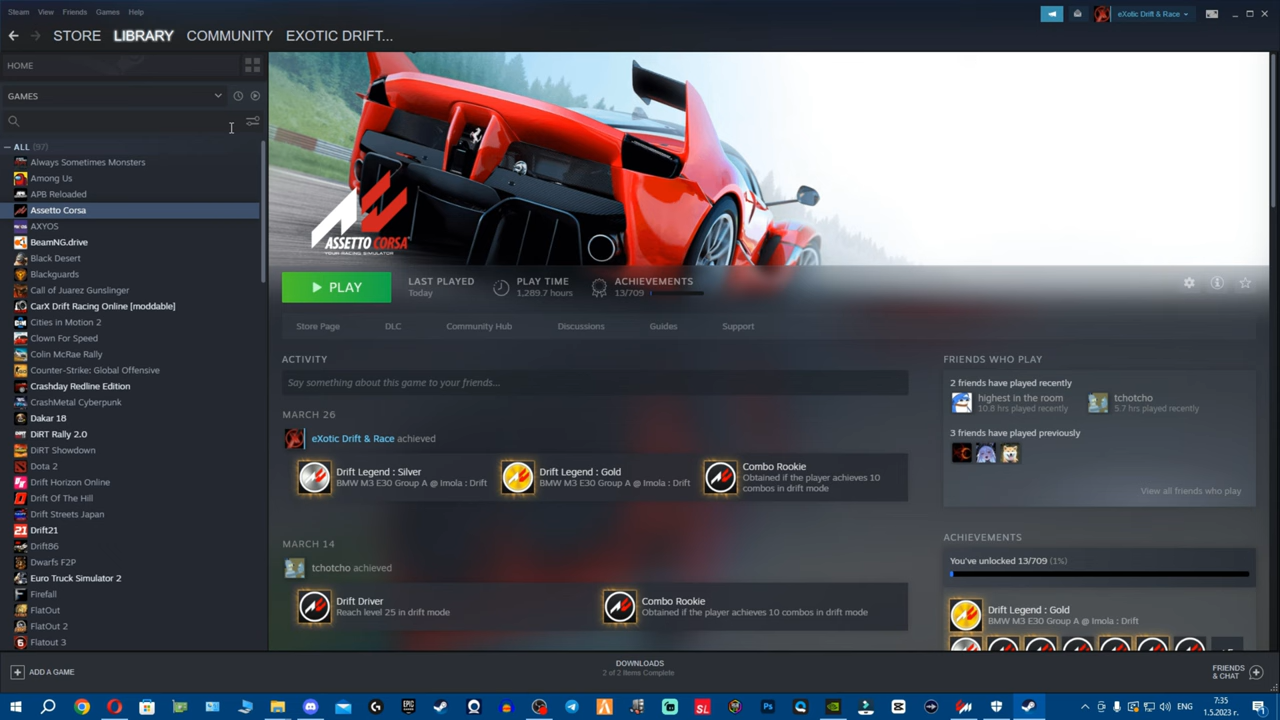 Steam View Friends Games Help
eXotic Drift & Race
STORE LIBRARY COMMUNITY EXOTIC DRIFT...
HOME
GAMES
ALL (97)
Always Sometimes Monsters
Among Us
APB Reloaded
Assetto Corsa
AXYOS
BeamNG.drive
Black Desert
Blackguards
Call of Juarez Gunslinger
CarX Drift Racing Online [moddable]
Cities in Motion 2
Clown For Speed
Colin McRae Rally
Counter-Strike: Global Offensive
Crashday Redline Edition
CrashMetal Cyberpunk
Dakar 18
DiRT Rally 2.0
DiRT Showdown
Dota 2
Drift Horizon Online
Drift Of The Hill
Drift Streets Japan
Drift21
Drift86
Dwarfs F2P
Euro Truck Simulator 2
Firefall
FlatOut
FlatOut 2
Flatout 3
ASSETTO CORSA
YOUR RACING SIMULATOR
PLAY
LAST PLAYED
Today
PLAY TIME
1,289.7 hours
ACHIEVEMENTS
13/709
Store Page DLC Community Hub Discussions Guides Support
ACTIVITY
Say something about this game to your friends...
MARCH 26
eXotic Drift & Race achieved
Drift Legend : Silver
BMW M3 E30 Group A @ Imola : Drift
Drift Legend : Gold
BMW M3 E30 Group A @ Imola : Drift
Combo Rookie
Obtained if the player achieves 10
combos in drift mode
MARCH 14
tchotcho achieved
Drift Driver
Reach level 25 in drift mode
Combo Rookie
Obtained if the player achieves 10 combos in drift mode
FRIENDS WHO PLAY
2 friends have played recently
highest in the room
10.8 hrs played recently
tchotcho
5.7 hrs played recently
3 friends have played previously
View all friends who play
ACHIEVEMENTS
You've unlocked 13/709 (1%)
Drift Legend : Gold
BMW M3 E30 Group A @ Imola : Drift
ADD A GAME
DOWNLOADS
2 of 2 Items Complete
FRIENDS
& CHAT
EPIC
Ps
SL
ЕНГ
7:35
1.5.2023 г.